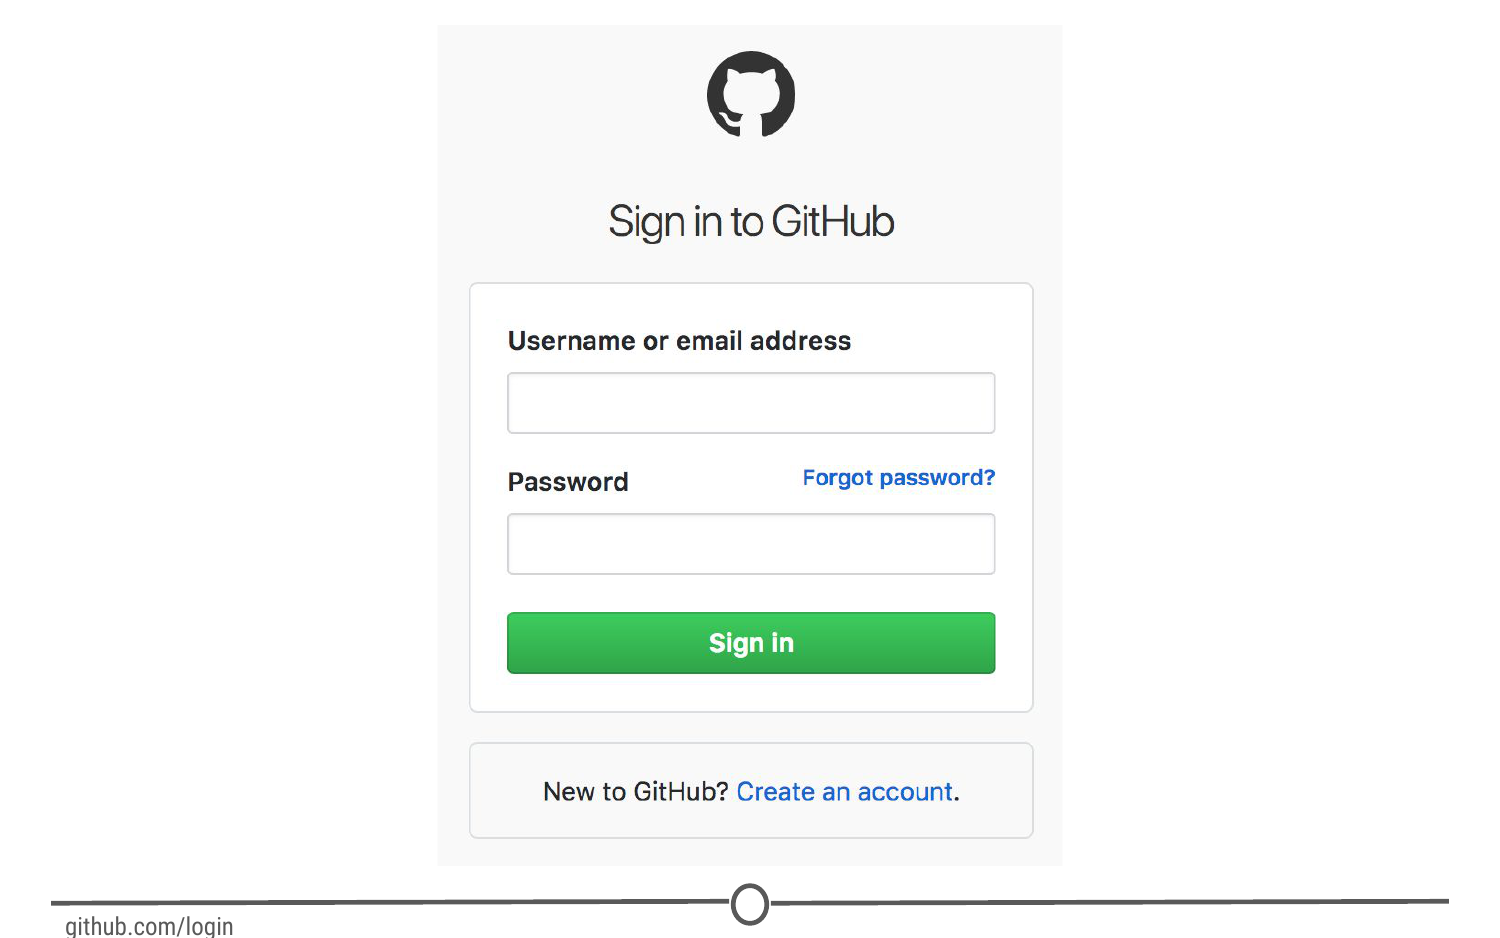 Sign in to GitHub
Username or email address
Password Forgot password?
Sign in
New to GitHub? Create an account.
github.com/login